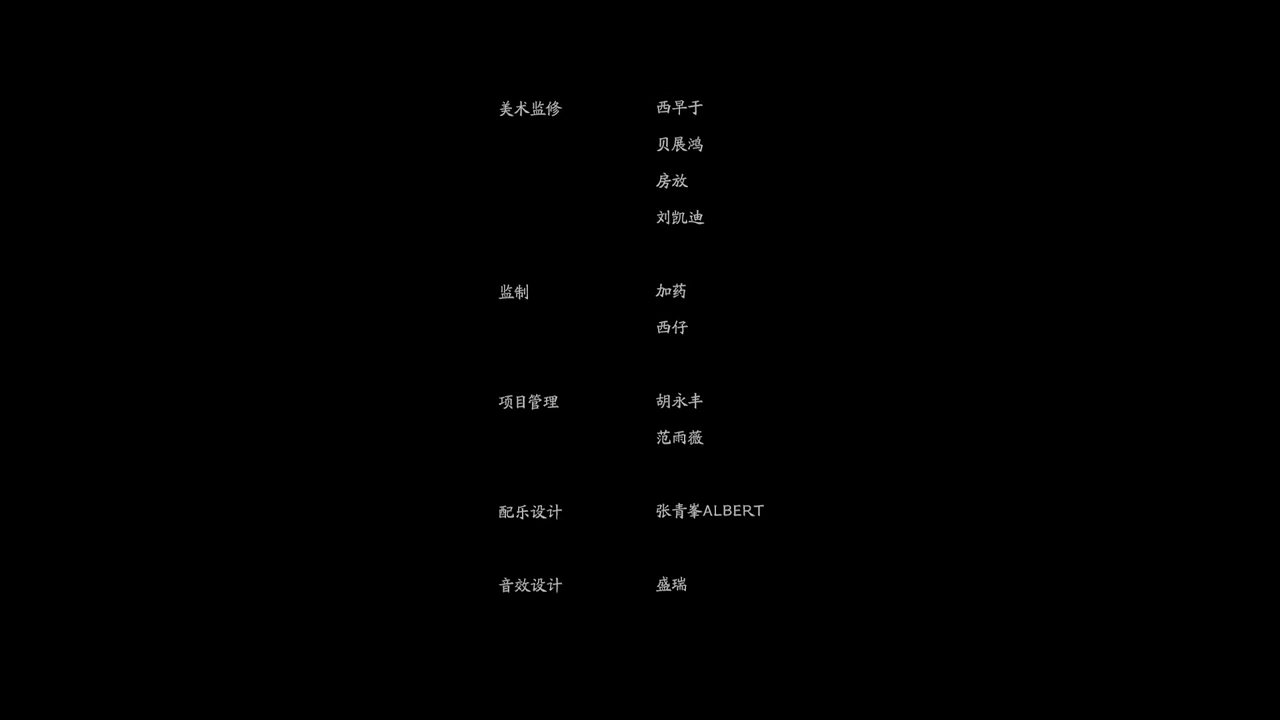 美术监修 西早于
贝展鸿
房放
刘凯迪
监制 加药
西仔
项目管理 胡永丰
范雨薇
配乐设计 张青峯ALBERT
音效设计 盛瑞